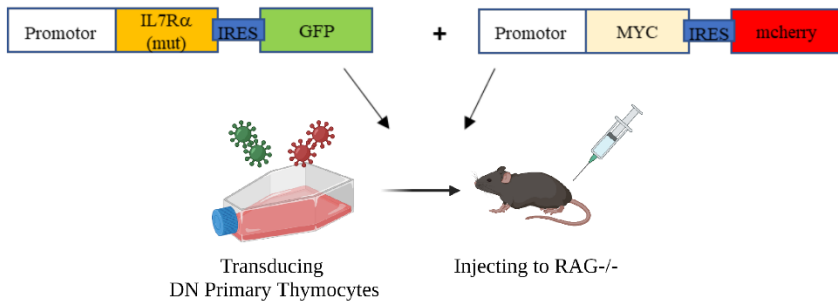 Promotor IL7Rα (mut) IRES GFP + Promotor MYC IRES mcherry
Transducing DN Primary Thymocytes
Injecting to RAG-/-